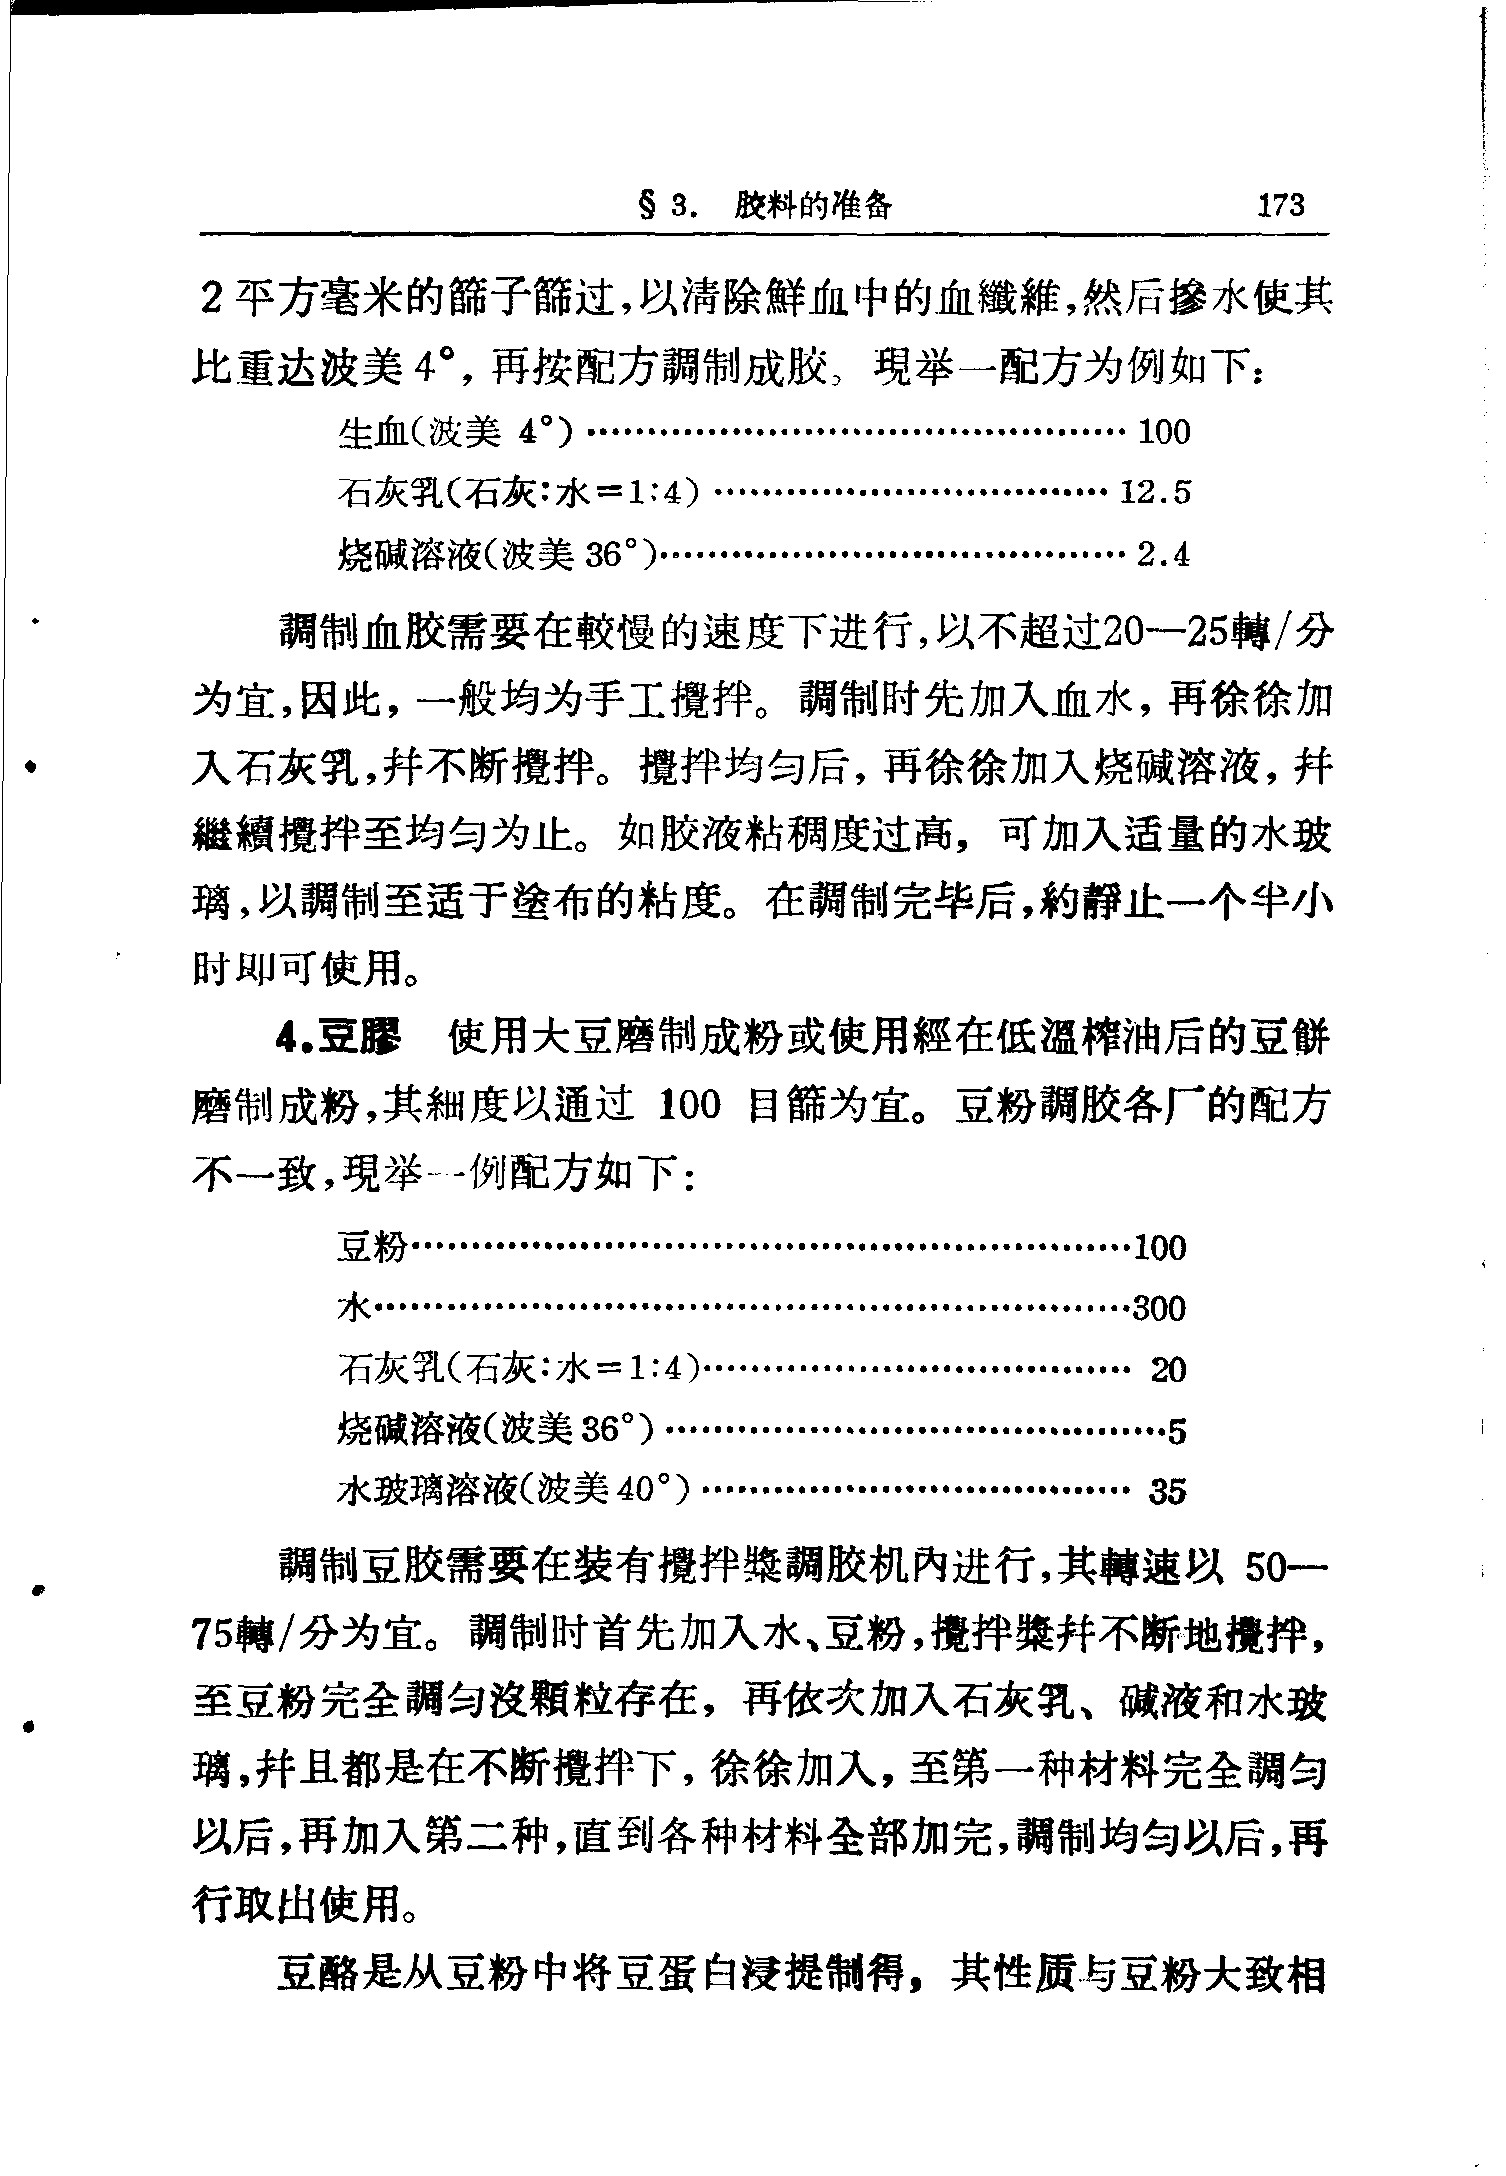 § 3. 胶料的准备 173
2平方毫米的篩子篩过,以清除鮮血中的血纖維,然后摻水使其
比重达波美4°,再按配方調制成胶。現举一配方为例如下:
生血(波美 4°)………………………………………100
石灰乳(石灰:水=1:4)……………………………12.5
烧碱溶液(波美36°)…………………………………2.4
調制血胶需要在較慢的速度下进行,以不超过20—25轉/分
为宜,因此,一般均为手工攪拌。調制时先加入血水,再徐徐加
入石灰乳,幷不断攪拌。攪拌均匀后,再徐徐加入烧碱溶液,幷
繼續攪拌至均匀为止。如胶液粘稠度过高,可加入适量的水玻
璃,以調制至适于塗布的粘度。在調制完毕后,約靜止一个半小
时即可使用。
4.豆膠 使用大豆磨制成粉或使用經在低溫榨油后的豆餠
磨制成粉,其細度以通过 100 目篩为宜。豆粉調胶各厂的配方
不一致,現举一例配方如下:
豆粉……………………………………………………100
水………………………………………………………300
石灰乳(石灰:水=1:4)……………………………… 20
烧碱溶液(波美36°)……………………………………5
水玻璃溶液(波美40°)……………………………… 35
調制豆胶需要在装有攪拌槳調胶机內进行,其轉速以 50—
75轉/分为宜。調制时首先加入水、豆粉,攪拌槳幷不断地攪拌,
至豆粉完全調匀沒顆粒存在,再依次加入石灰乳、碱液和水玻
璃,幷且都是在不断攪拌下,徐徐加入,至第一种材料完全調匀
以后,再加入第二种,直到各种材料全部加完,調制均匀以后,再
行取出使用。
豆酪是从豆粉中将豆蛋白浸提制得,其性质与豆粉大致相